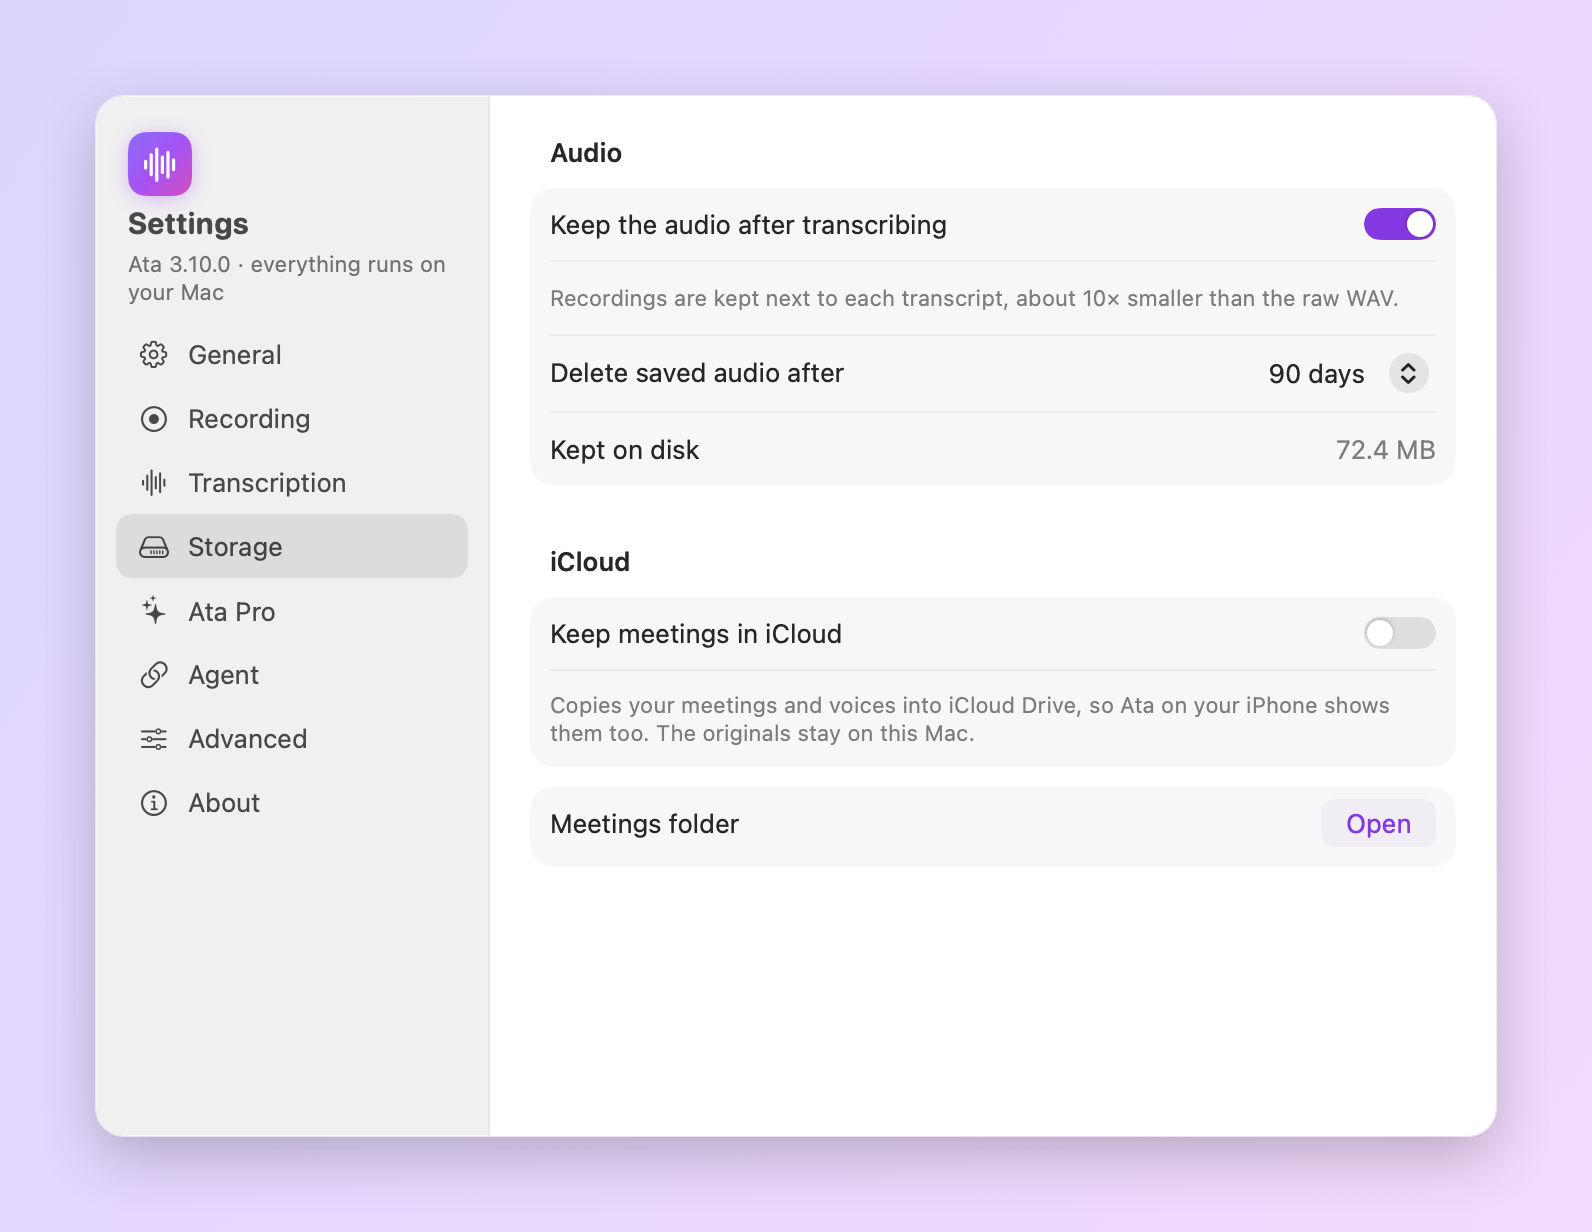 Settings
Ata 3.10.0 · everything runs on
your Mac
General
Recording
Transcription
Storage
Ata Pro
Agent
Advanced
About
Audio
Keep the audio after transcribing
Recordings are kept next to each transcript, about 10× smaller than the raw WAV.
Delete saved audio after 90 days
Kept on disk 72.4 MB
iCloud
Keep meetings in iCloud
Copies your meetings and voices into iCloud Drive, so Ata on your iPhone shows
them too. The originals stay on this Mac.
Meetings folder Open